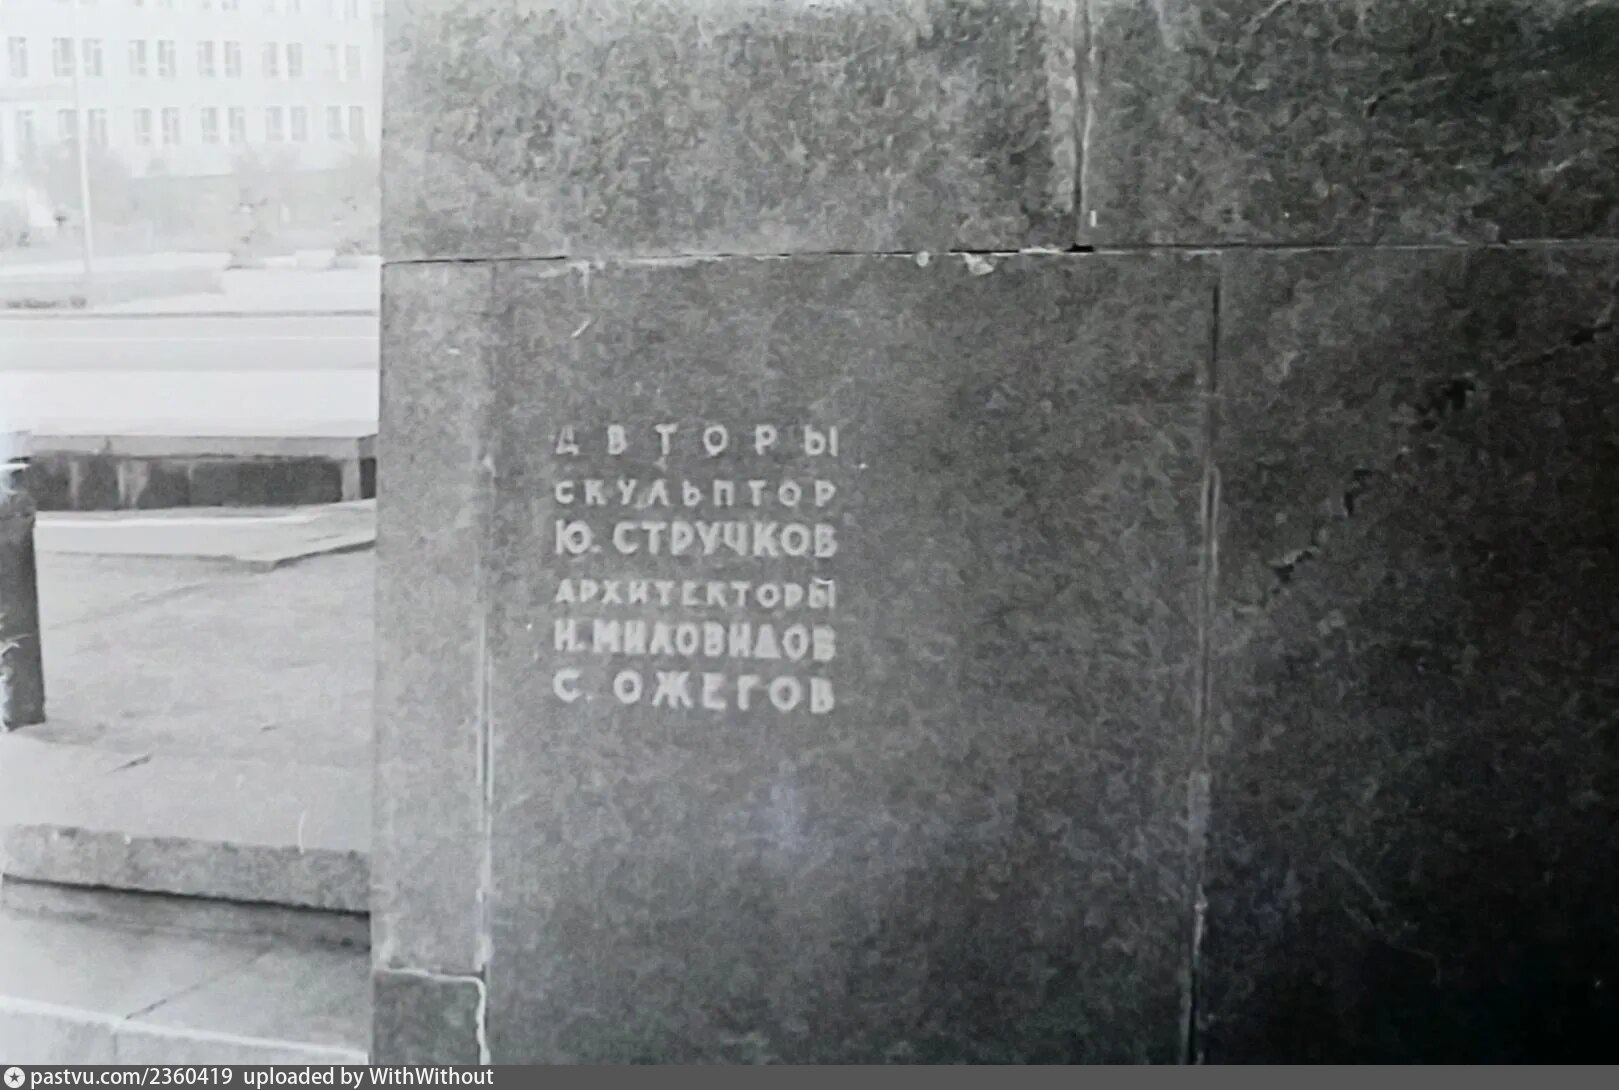 АВТОРЫ
СКУЛЬПТОР
Ю. СТРУЧКОВ
АРХИТЕКТОРЫ
Н. МИЛОВИДОВ
С. ОЖЕГОВ
pastvu.com/2360419 uploaded by WithWithout